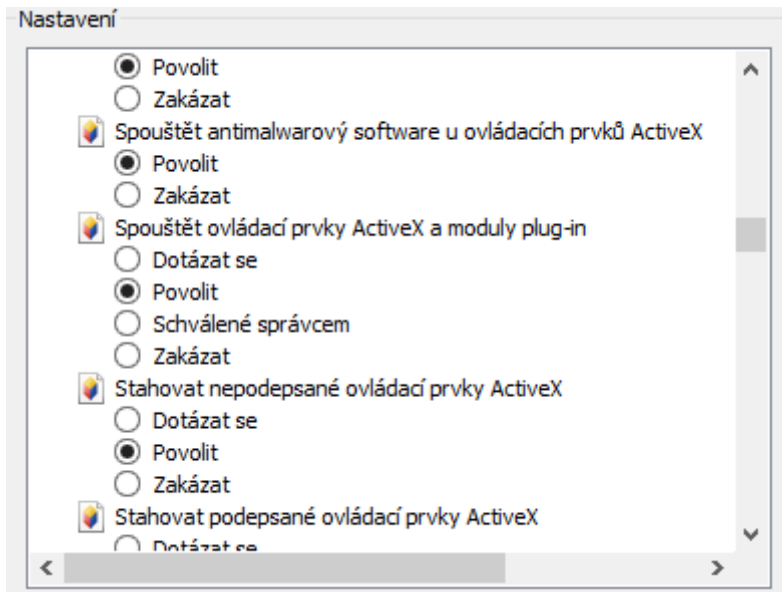 Nastavení
Povolit
Zakázat
Spouštět antimalwarový software u ovládacích prvků ActiveX
Povolit
Zakázat
Spouštět ovládací prvky ActiveX a moduly plug-in
Dotázat se
Povolit
Schválené správcem
Zakázat
Stahovat nepodepsané ovládací prvky ActiveX
Dotázat se
Povolit
Zakázat
Stahovat podepsané ovládací prvky ActiveX
Dotázat se